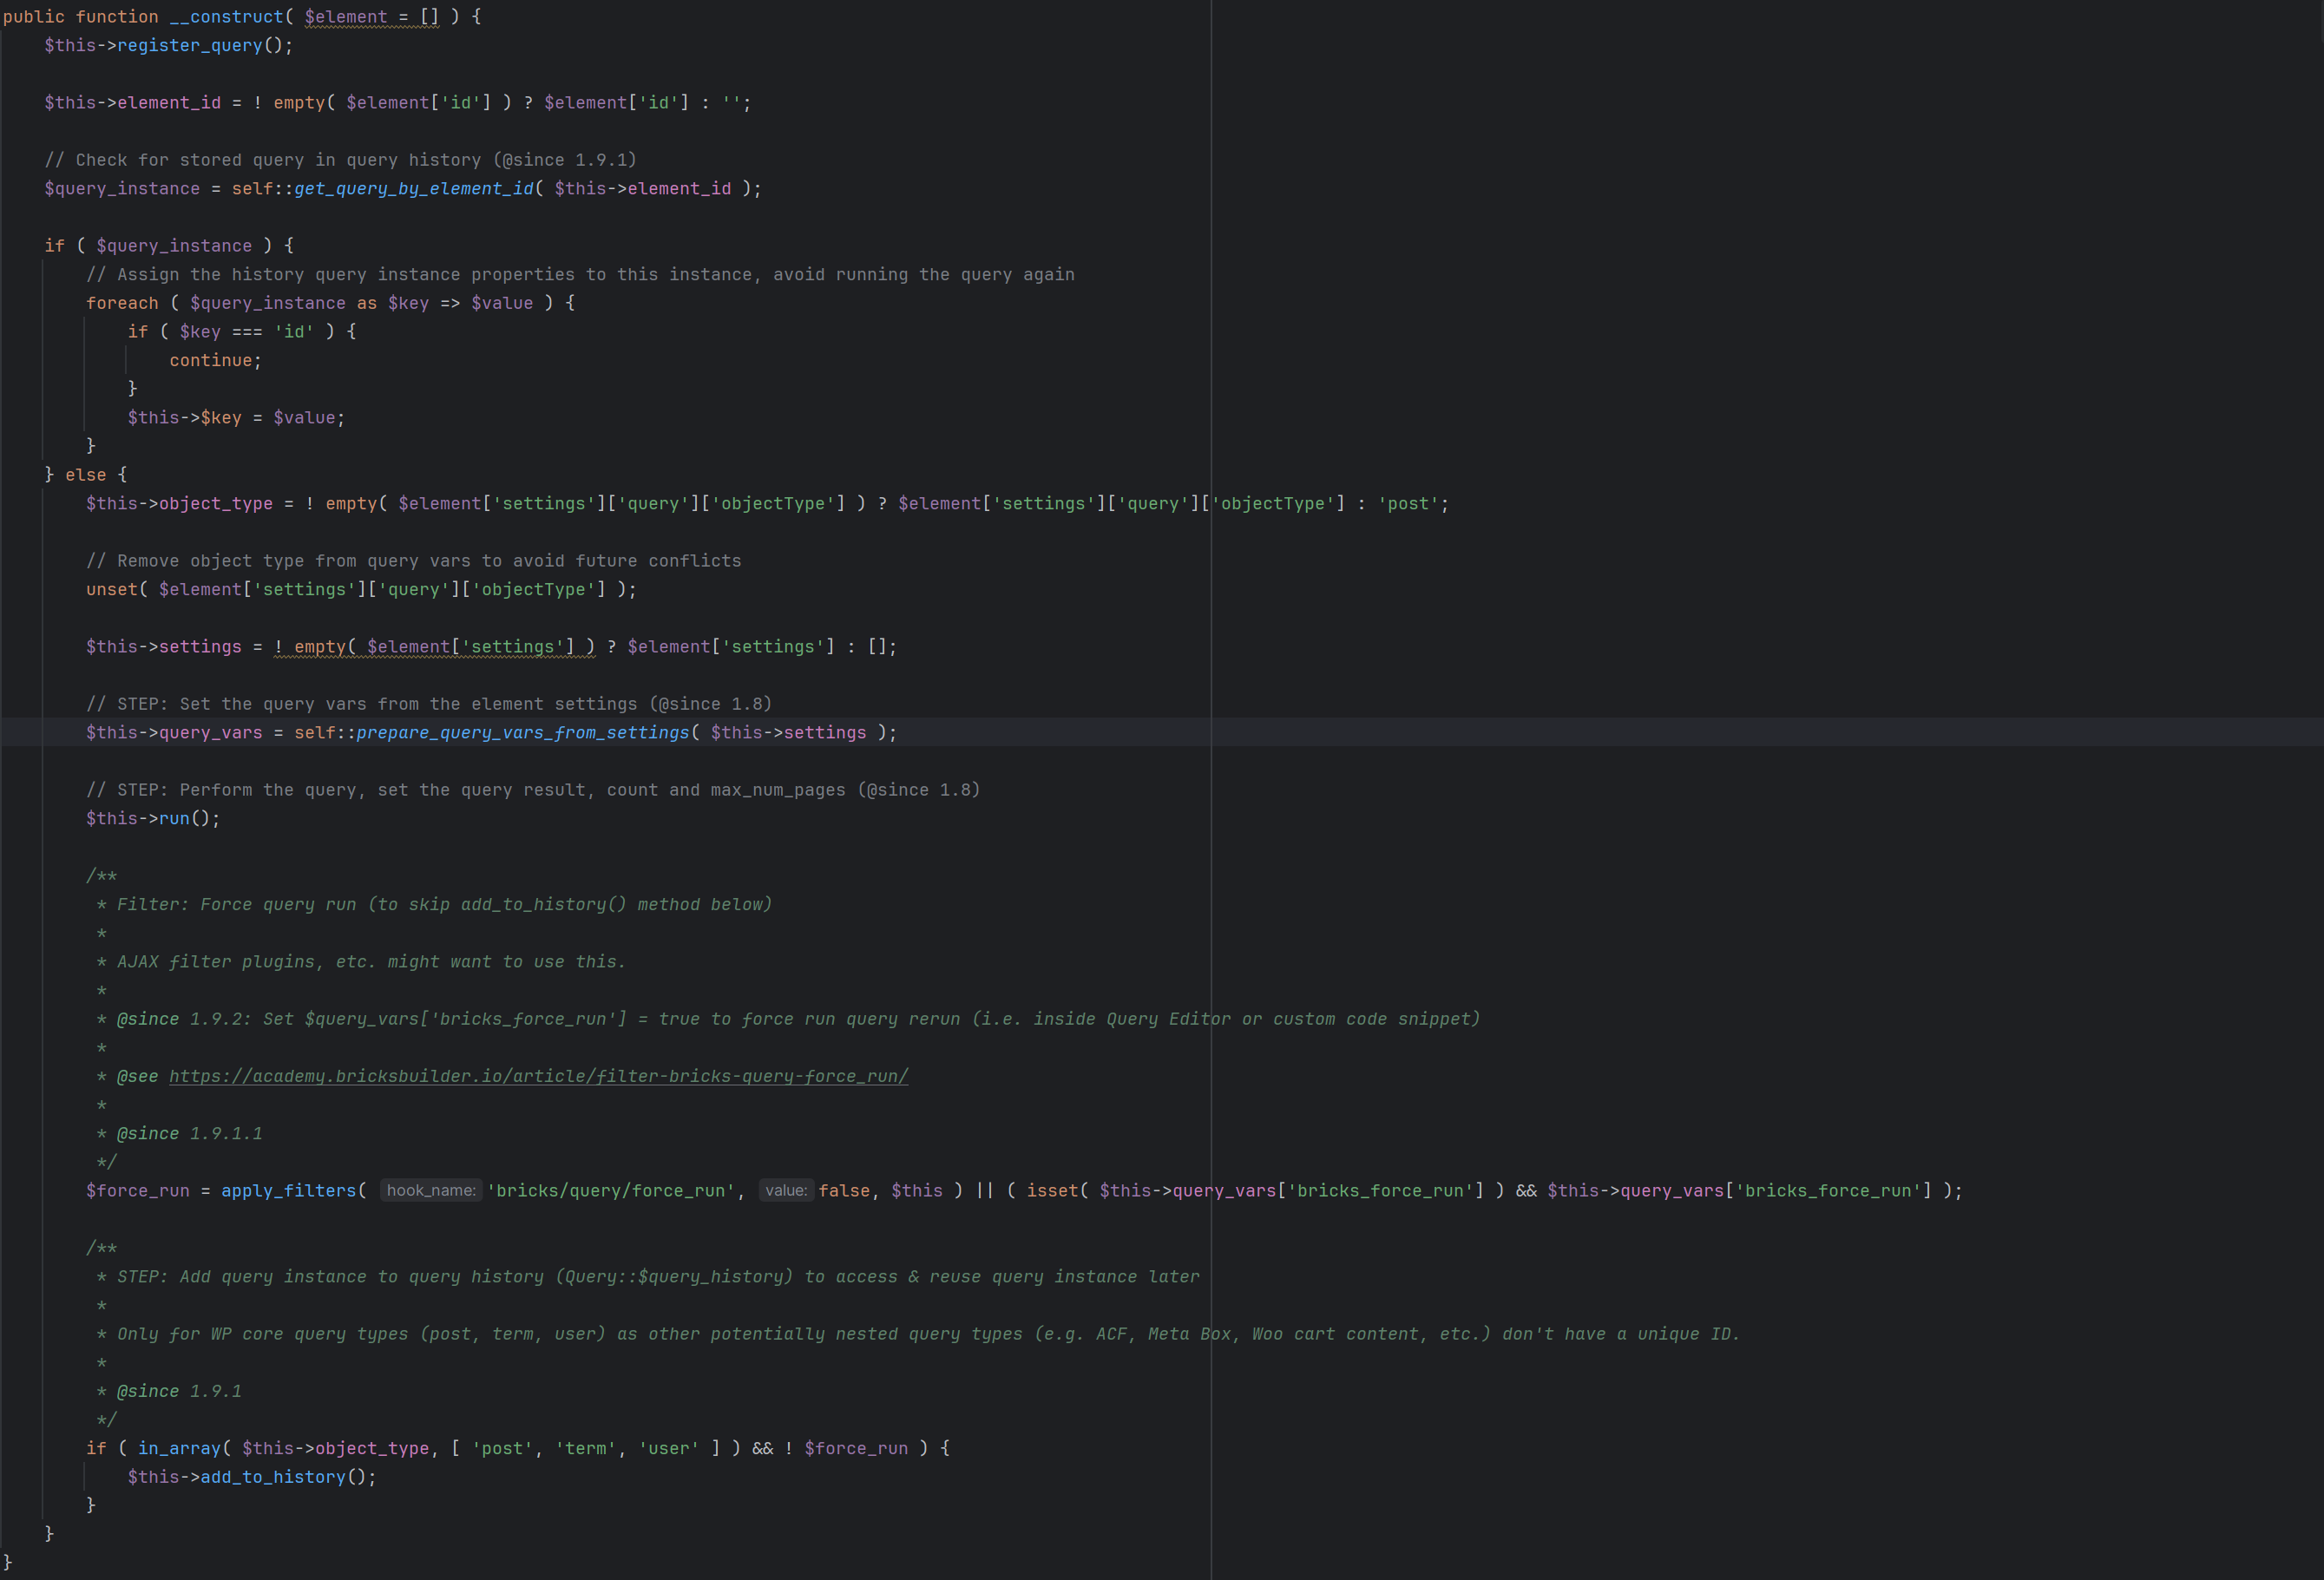 public function __construct( $element = [] ) {
    $this->register_query();

    $this->element_id = ! empty( $element['id'] ) ? $element['id'] : '';

    // Check for stored query in query history (@since 1.9.1)
    $query_instance = self::get_query_by_element_id( $this->element_id );

    if ( $query_instance ) {
        // Assign the history query instance properties to this instance, avoid running the query again
        foreach ( $query_instance as $key => $value ) {
            if ( $key === 'id' ) {
                continue;
            }
            $this->$key = $value;
        }
    } else {
        $this->object_type = ! empty( $element['settings']['query']['objectType'] ) ? $element['settings']['query']['objectType'] : 'post';

        // Remove object type from query vars to avoid future conflicts
        unset( $element['settings']['query']['objectType'] );

        $this->settings = ! empty( $element['settings'] ) ? $element['settings'] : [];

        // STEP: Set the query vars from the element settings (@since 1.8)
        $this->query_vars = self::prepare_query_vars_from_settings( $this->settings );

        // STEP: Perform the query, set the query result, count and max_num_pages (@since 1.8)
        $this->run();

        /**
         * Filter: Force query run (to skip add_to_history() method below)
         *
         * AJAX filter plugins, etc. might want to use this.
         *
         * @since 1.9.2: Set $query_vars['bricks_force_run'] = true to force run query rerun (i.e. inside Query Editor or custom code snippet)
         *
         * @see https://academy.bricksbuilder.io/article/filter-bricks-query-force_run/
         *
         * @since 1.9.1.1
         */
        $force_run = apply_filters( hook_name: 'bricks/query/force_run', value: false, $this ) || ( isset( $this->query_vars['bricks_force_run'] ) && $this->query_vars['bricks_force_run'] );

        /**
         * STEP: Add query instance to query history (Query::$query_history) to access & reuse query instance later
         *
         * Only for WP core query types (post, term, user) as other potentially nested query types (e.g. ACF, Meta Box, Woo cart content, etc.) don't have a unique ID.
         *
         * @since 1.9.1
         */
        if ( in_array( $this->object_type, [ 'post', 'term', 'user' ] ) && ! $force_run ) {
            $this->add_to_history();
        }
    }
}